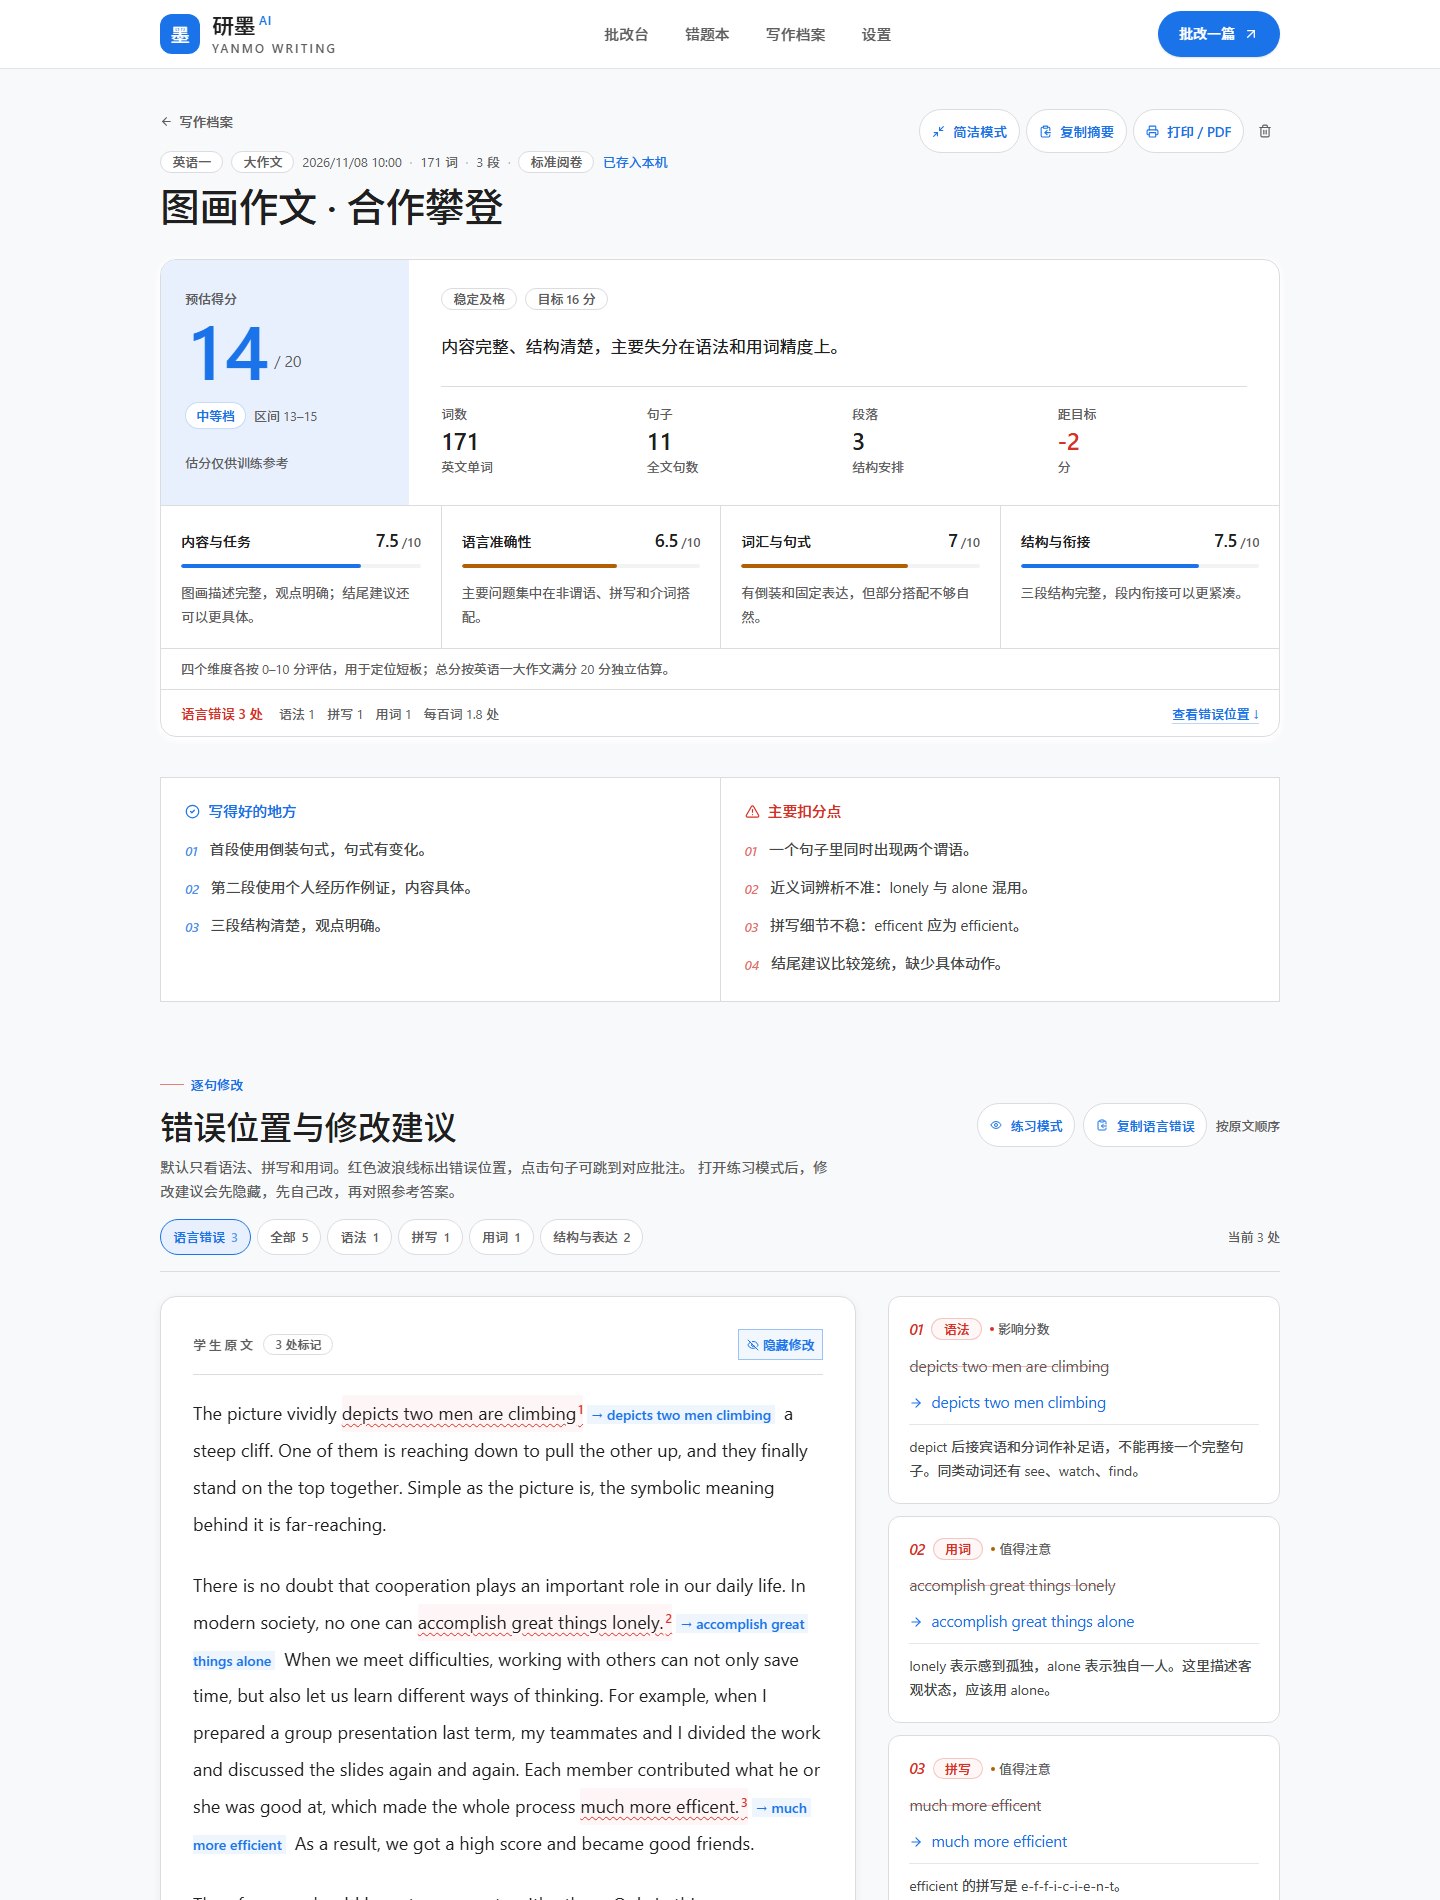 墨 研墨 AI
YANMO WRITING
批改台 错题本 写作档案 设置
批改一篇
写作档案
简洁模式 复制摘要 打印 / PDF
英语一 大作文 2026/11/08 10:00 · 171 词 · 3 段 · 标准阅卷 已存入本机
图画作文 · 合作攀登
预估得分
14 / 20
中等档 区间 13–15
估分仅供训练参考
稳定及格 目标 16 分
内容完整、结构清楚，主要失分在语法和用词精度上。
词数 句子 段落 距目标
171 11 3 -2
英文单词 全文句数 结构安排 分
内容与任务 7.5 /10
图画描述完整，观点明确；结尾建议还
可以更具体。
语言准确性 6.5 /10
主要问题集中在非谓语、拼写和介词搭
配。
词汇与句式 7 /10
有倒装和固定表达，但部分搭配不够自
然。
结构与衔接 7.5 /10
三段结构完整，段内衔接可以更紧凑。
四个维度各按 0–10 分评估，用于定位短板；总分按英语一大作文满分 20 分独立估算。
语言错误 3 处 语法 1 拼写 1 用词 1 每百词 1.8 处 查看错误位置 ↓
写得好的地方
01 首段使用倒装句式，句式有变化。
02 第二段使用个人经历作例证，内容具体。
03 三段结构清楚，观点明确。
主要扣分点
01 一个句子里同时出现两个谓语。
02 近义词辨析不准：lonely 与 alone 混用。
03 拼写细节不稳：efficent 应为 efficient。
04 结尾建议比较笼统，缺少具体动作。
逐句修改
错误位置与修改建议
练习模式 复制语言错误 按原文顺序
默认只看语法、拼写和用词。红色波浪线标出错误位置，点击句子可跳到对应批注。 打开练习模式后，修
改建议会先隐藏，先自己改，再对照参考答案。
语言错误 3 全部 5 语法 1 拼写 1 用词 1 结构与表达 2 当前 3 处
学生原文 3 处标记 隐藏修改
The picture vividly depicts two men are climbing1 → depicts two men climbing a
steep cliff. One of them is reaching down to pull the other up, and they finally
stand on the top together. Simple as the picture is, the symbolic meaning
behind it is far-reaching.
There is no doubt that cooperation plays an important role in our daily life. In
modern society, no one can accomplish great things lonely.2 → accomplish great
things alone When we meet difficulties, working with others can not only save
time, but also let us learn different ways of thinking. For example, when I
prepared a group presentation last term, my teammates and I divided the work
and discussed the slides again and again. Each member contributed what he or
she was good at, which made the whole process much more efficent.3 → much
more efficient As a result, we got a high score and became good friends.
01 语法 • 影响分数
depicts two men are climbing
→ depicts two men climbing
depict 后接宾语和分词作补足语，不能再接一个完整句
子。同类动词还有 see、watch、find。
02 用词 • 值得注意
accomplish great things lonely
→ accomplish great things alone
lonely 表示感到孤独，alone 表示独自一人。这里描述客
观状态，应该用 alone。
03 拼写 • 值得注意
much more efficent
→ much more efficient
efficient 的拼写是 e-f-f-i-c-i-e-n-t。